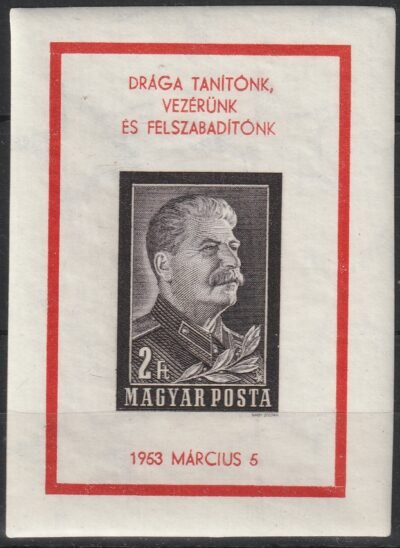 DRÁGA TANÍTÓNK,
VEZÉRÜNK
ÉS FELSZABADÍTÓNK
2 Ft
MAGYAR POSTA
1953 MÁRCIUS 5